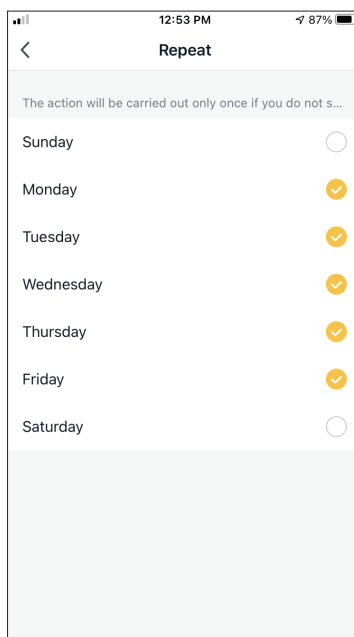 12:53 PM 87%
Repeat
The action will be carried out only once if you do not s...
Sunday
Monday
Tuesday
Wednesday
Thursday
Friday
Saturday